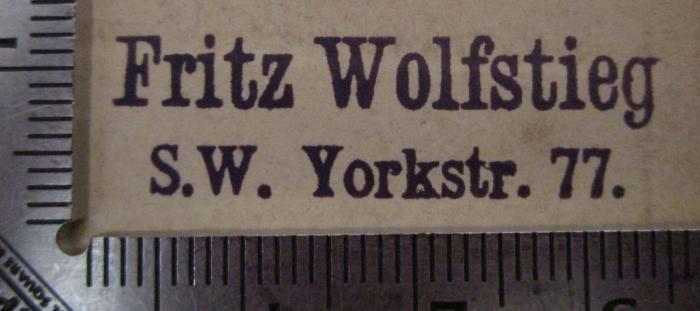 Fritz Wolfstieg
S.W. Yorkstr. 77.